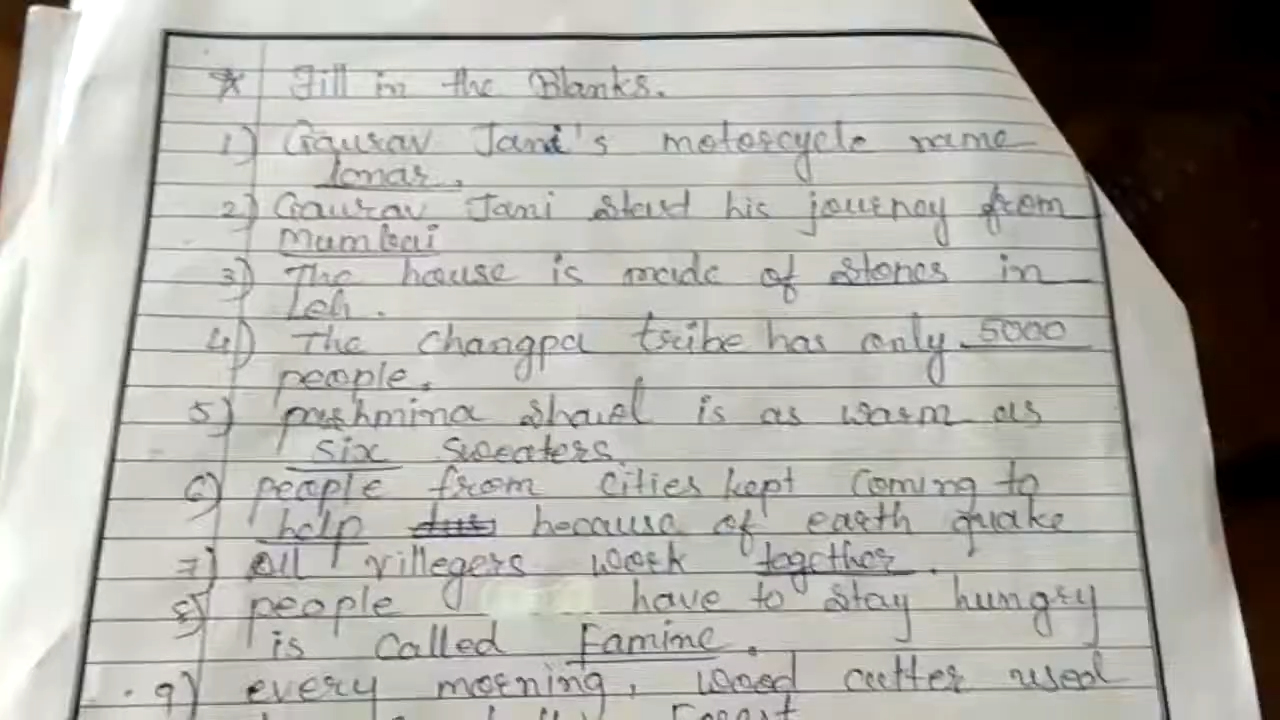 * Fill in the Blanks.
1) Gaurav Jani's motorcycle name
Lonar.
2) Gaurav Jani start his journey from
Mumbai
3) The house is made of stones in
Leh.
4) The changpa tribe has only 5000
people.
5) pashmina shawl is as warm as
six sweaters
6) people from cities kept coming to
help because of earth quake
7) All villegers work together.
8) people have to stay hungry
is called Famine.
9) every morning, wood cutter used
Forest